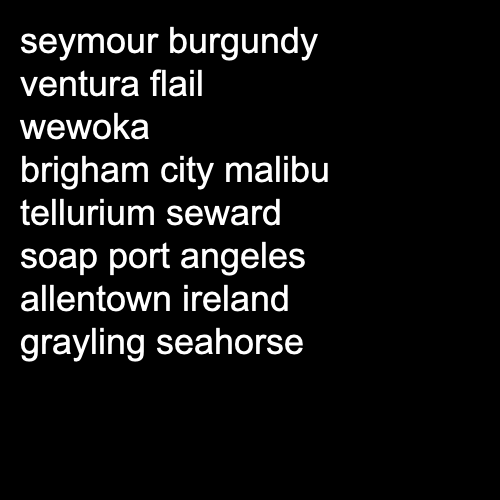 seymour burgundy
ventura flail
wewoka
brigham city malibu
tellurium seward
soap port angeles
allentown ireland
grayling seahorse